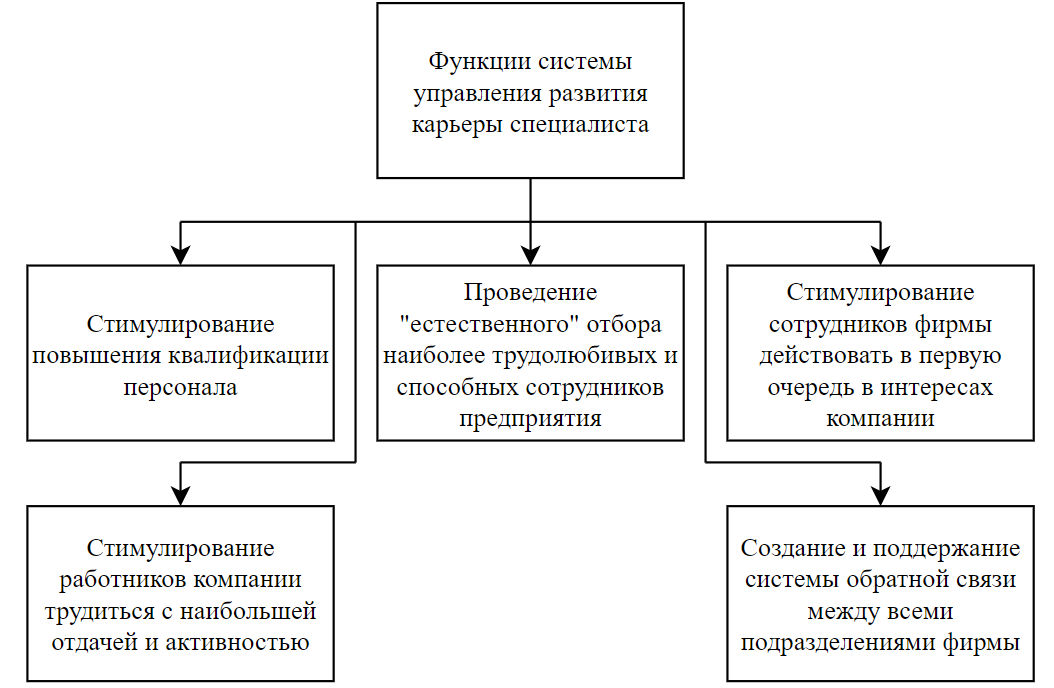 Функции системы
управления развития
карьеры специалиста
Стимулирование
повышения квалификации
персонала
Проведение
"естественного" отбора
наиболее трудолюбивых и
способных сотрудников
предприятия
Стимулирование
сотрудников фирмы
действовать в первую
очередь в интересах
компании
Стимулирование
работников компании
трудиться с наибольшей
отдачей и активностью
Создание и поддержание
системы обратной связи
между всеми
подразделениями фирмы